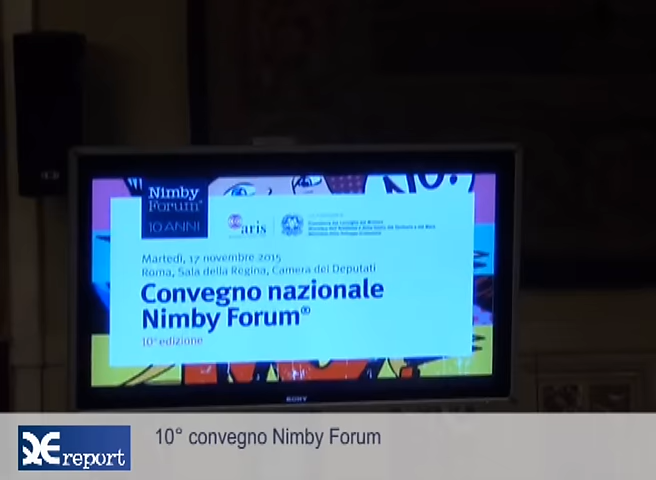 Nimby
Forum®
10 ANNI
aris
NO!
Martedì, 17 novembre 2015
Roma, Sala della Regina, Camera dei Deputati
Convegno nazionale
Nimby Forum®
10ª edizione
SONY
report
10° convegno Nimby Forum